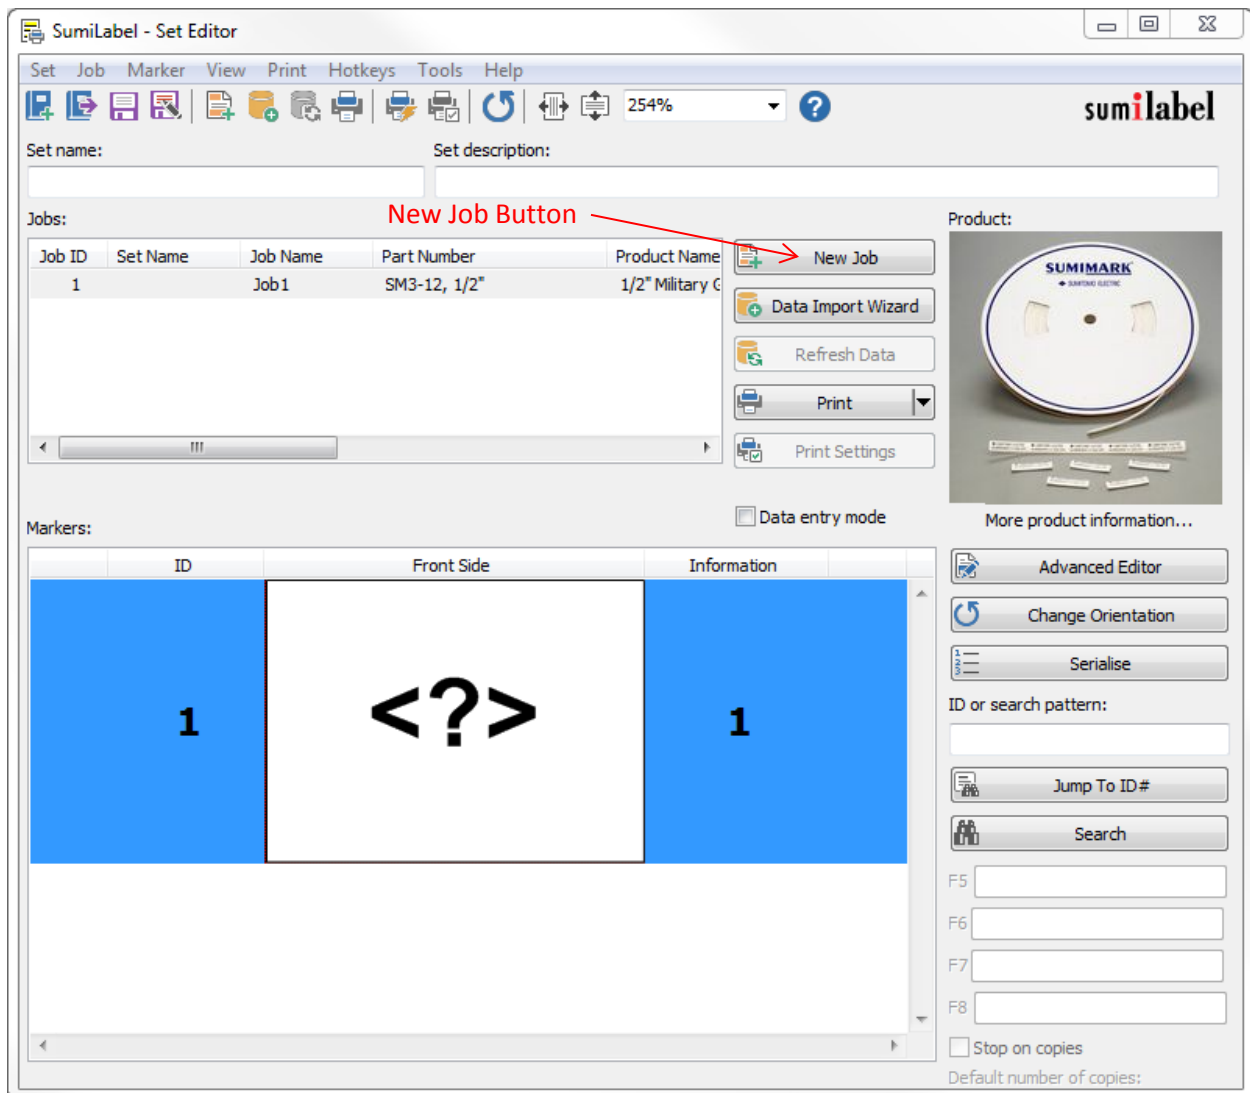 SumiLabel - Set Editor
Set Job Marker View Print Hotkeys Tools Help
254%
sumilabel
Set name:
Set description:
Jobs:
New Job Button
Product:
Job ID Set Name Job Name Part Number Product Name
1 Job1 SM3-12, 1/2" 1/2" Military G
New Job
Data Import Wizard
Refresh Data
Print
Print Settings
SUMIMARK
SUMITOMO ELECTRIC
More product information...
Data entry mode
Markers:
ID Front Side Information
1 <?> 1
Advanced Editor
Change Orientation
Serialise
ID or search pattern:
Jump To ID#
Search
F5
F6
F7
F8
Stop on copies
Default number of copies: